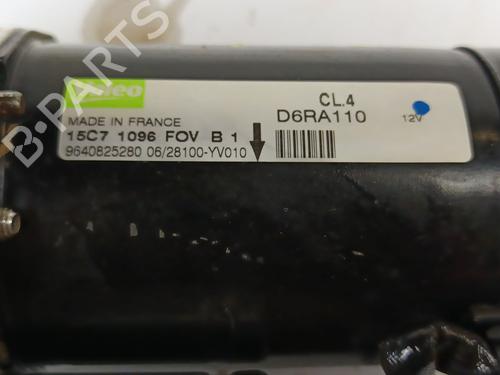 B-PARTS
Valeo
CL.4
MADE IN FRANCE
D6RA110
12V
15C7 1096 FOV B 1
9640825280 06/28100-YV010